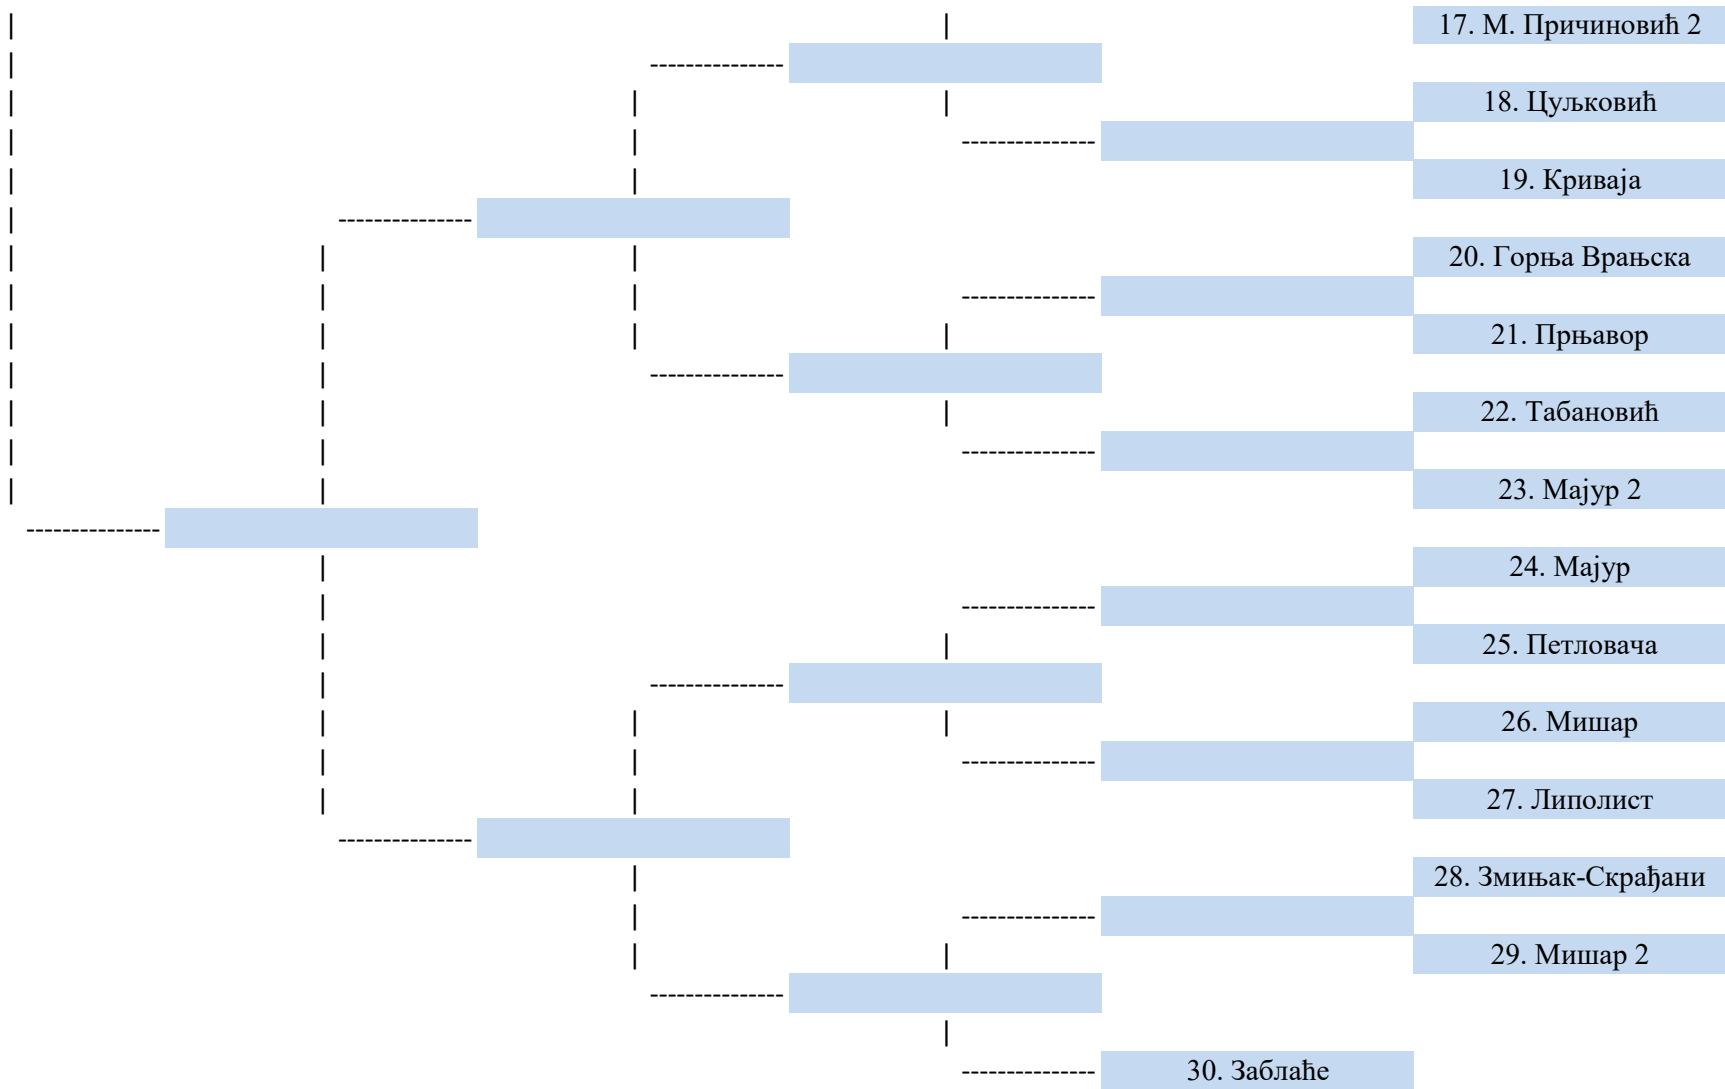 17. М. Причиновић 2
18. Цуљковић
19. Криваја
20. Горња Врањска
21. Прњавор
22. Табановић
23. Мајур 2
24. Мајур
25. Петловача
26. Мишар
27. Липолист
28. Змињак-Скрађани
29. Мишар 2
30. Заблаће